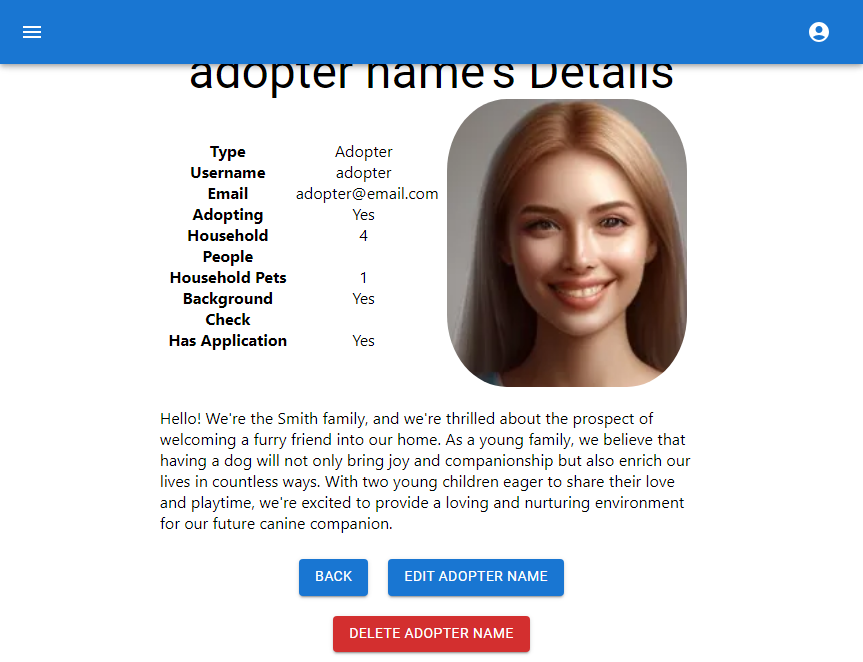 adopter name's Details
Type Adopter
Username adopter
Email adopter@email.com
Adopting Yes
Household 4
People
Household Pets 1
Background Yes
Check
Has Application Yes
Hello! We're the Smith family, and we're thrilled about the prospect of
welcoming a furry friend into our home. As a young family, we believe that
having a dog will not only bring joy and companionship but also enrich our
lives in countless ways. With two young children eager to share their love
and playtime, we're excited to provide a loving and nurturing environment
for our future canine companion.
BACK EDIT ADOPTER NAME
DELETE ADOPTER NAME